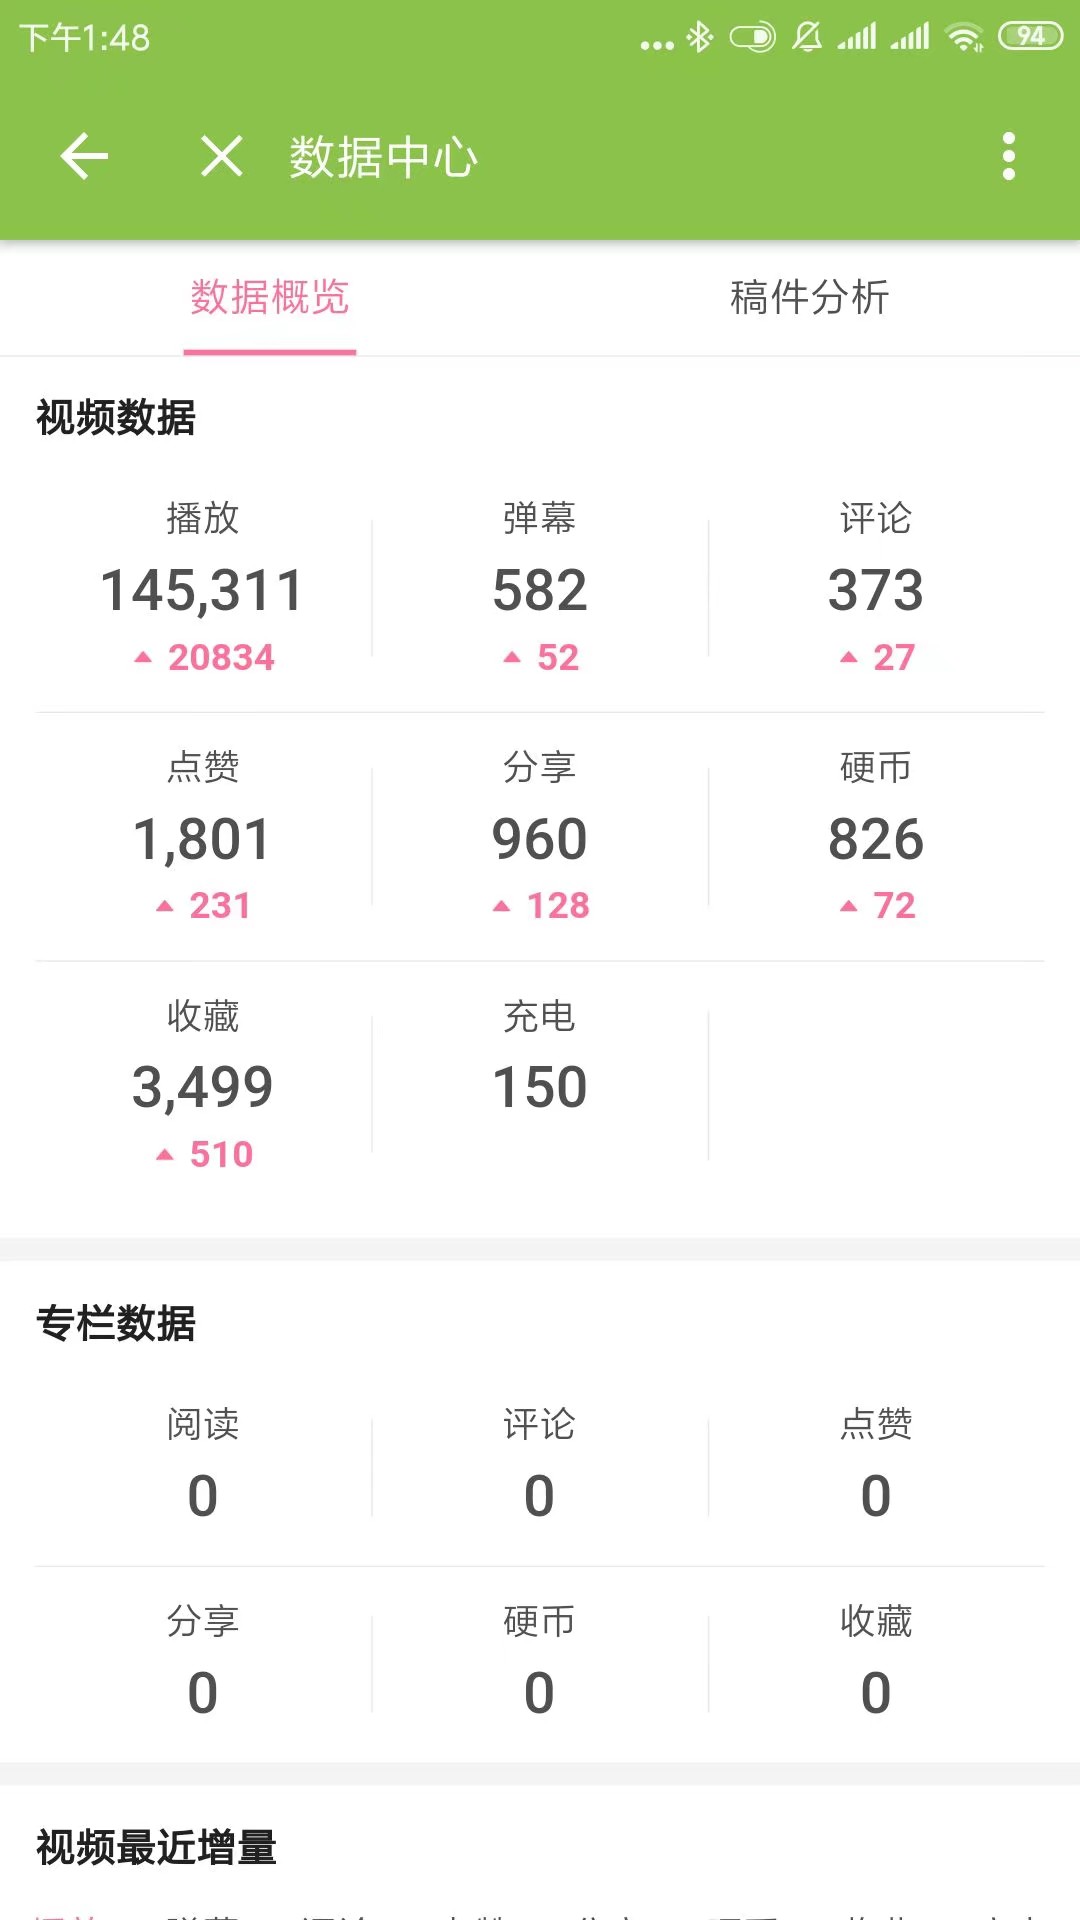 下午1:48
94
数据中心
数据概览 稿件分析
视频数据
播放 弹幕 评论
145,311 582 373
20834 52 27
点赞 分享 硬币
1,801 960 826
231 128 72
收藏 充电
3,499 150
510
专栏数据
阅读 评论 点赞
0 0 0
分享 硬币 收藏
0 0 0
视频最近增量